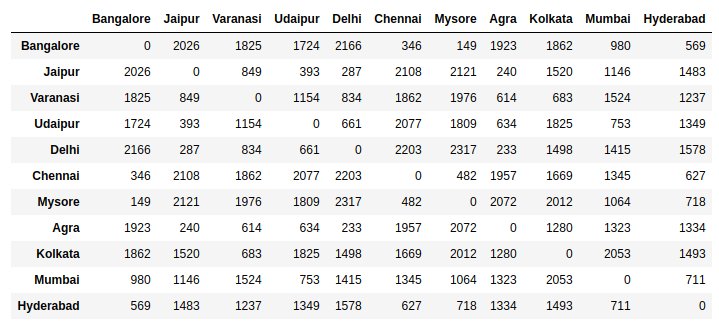 Bangalore Jaipur Varanasi Udaipur Delhi Chennai Mysore Agra Kolkata Mumbai Hyderabad
Bangalore 0 2026 1825 1724 2166 346 149 1923 1862 980 569
Jaipur 2026 0 849 393 287 2108 2121 240 1520 1146 1483
Varanasi 1825 849 0 1154 834 1862 1976 614 683 1524 1237
Udaipur 1724 393 1154 0 661 2077 1809 634 1825 753 1349
Delhi 2166 287 834 661 0 2203 2317 233 1498 1415 1578
Chennai 346 2108 1862 2077 2203 0 482 1957 1669 1345 627
Mysore 149 2121 1976 1809 2317 482 0 2072 2012 1064 718
Agra 1923 240 614 634 233 1957 2072 0 1280 1323 1334
Kolkata 1862 1520 683 1825 1498 1669 2012 1280 0 2053 1493
Mumbai 980 1146 1524 753 1415 1345 1064 1323 2053 0 711
Hyderabad 569 1483 1237 1349 1578 627 718 1334 1493 711 0